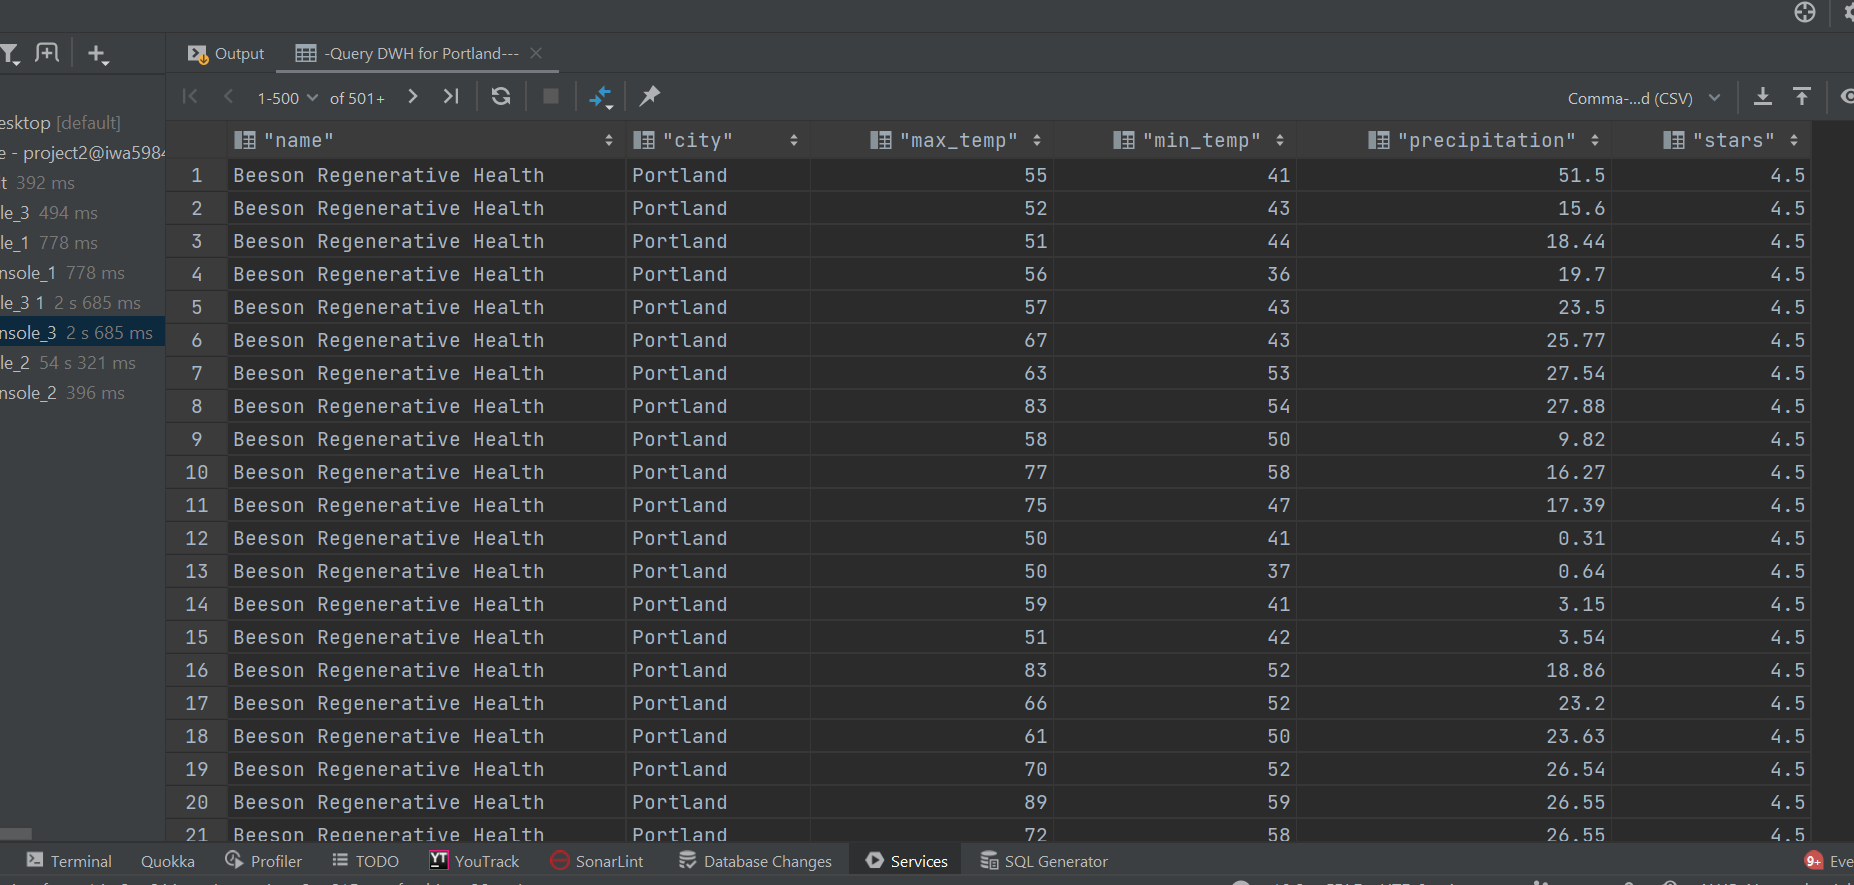 Output
-Query DWH for Portland---
1-500 of 501+
Comma-...d (CSV)
esktop [default]
e - project2@iwa5984
t 392 ms
le_3 494 ms
le_1 778 ms
nsole_1 778 ms
le_3 1 2 s 685 ms
nsole_3 2 s 685 ms
le_2 54 s 321 ms
nsole_2 396 ms
"name" "city" "max_temp" "min_temp" "precipitation" "stars"
1 Beeson Regenerative Health Portland 55 41 51.5 4.5
2 Beeson Regenerative Health Portland 52 43 15.6 4.5
3 Beeson Regenerative Health Portland 51 44 18.44 4.5
4 Beeson Regenerative Health Portland 56 36 19.7 4.5
5 Beeson Regenerative Health Portland 57 43 23.5 4.5
6 Beeson Regenerative Health Portland 67 43 25.77 4.5
7 Beeson Regenerative Health Portland 63 53 27.54 4.5
8 Beeson Regenerative Health Portland 83 54 27.88 4.5
9 Beeson Regenerative Health Portland 58 50 9.82 4.5
10 Beeson Regenerative Health Portland 77 58 16.27 4.5
11 Beeson Regenerative Health Portland 75 47 17.39 4.5
12 Beeson Regenerative Health Portland 50 41 0.31 4.5
13 Beeson Regenerative Health Portland 50 37 0.64 4.5
14 Beeson Regenerative Health Portland 59 41 3.15 4.5
15 Beeson Regenerative Health Portland 51 42 3.54 4.5
16 Beeson Regenerative Health Portland 83 52 18.86 4.5
17 Beeson Regenerative Health Portland 66 52 23.2 4.5
18 Beeson Regenerative Health Portland 61 50 23.63 4.5
19 Beeson Regenerative Health Portland 70 52 26.54 4.5
20 Beeson Regenerative Health Portland 89 59 26.55 4.5
21 Beeson Regenerative Health Portland 72 58 26.55 4.5
Terminal Quokka Profiler TODO YT YouTrack SonarLint Database Changes Services SQL Generator 9+ Eve